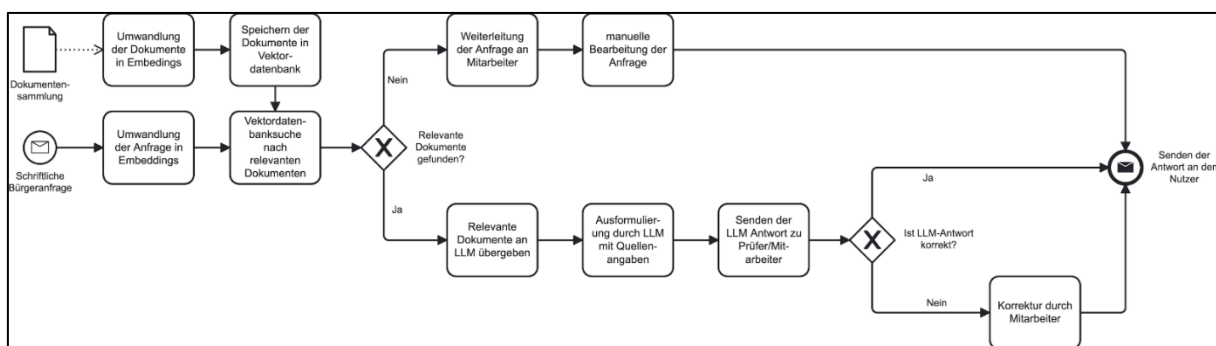 Dokumenten-
sammlung
Umwandlung
der Dokumente
in Embedings
Speichern der
Dokumente in
Vektor-
datenbank
Schriftliche
Bürgeranfrage
Umwandlung
der Anfrage in
Embeddings
Vektordaten-
banksuche
nach
relevanten
Dokumenten
Relevante
Dokumente
gefunden?
Nein
Weiterleitung
der Anfrage an
Mitarbeiter
manuelle
Bearbeitung der
Anfrage
Ja
Relevante
Dokumente an
LLM übergeben
Ausformulier-
ung durch LLM
mit Quellen-
angaben
Senden der
LLM Antwort zu
Prüfer/Mit-
arbeiter
Ist LLM-Antwort
korrekt?
Ja
Nein
Korrektur durch
Mitarbeiter
Senden der
Antwort an den
Nutzer